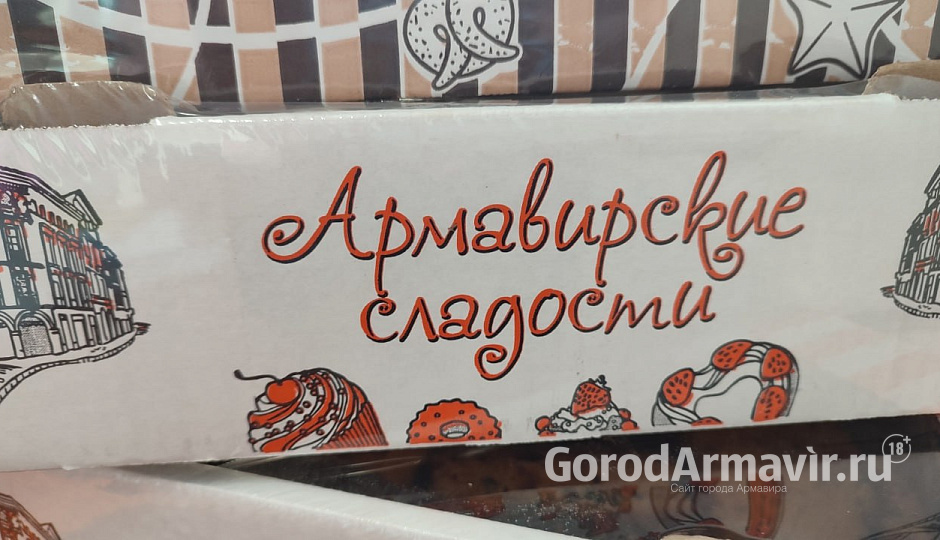 Армавирские
сладости
GorodArmavir.ru
18+
Сайт города Армавира